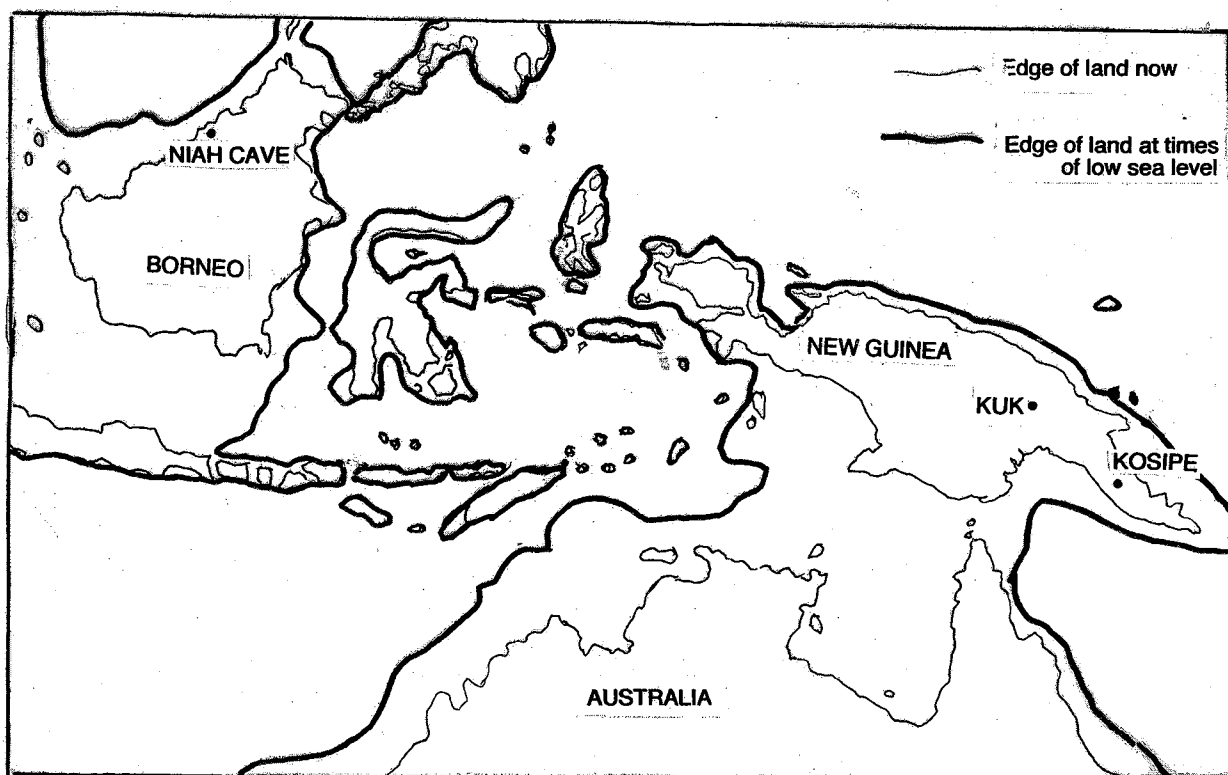 Edge of land now
Edge of land at times
of low sea level
NIAH CAVE
BORNEO
NEW GUINEA
KUK
KOSIPE
AUSTRALIA